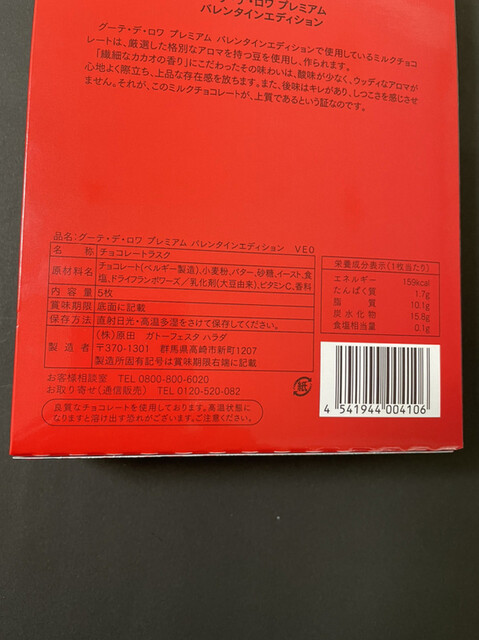 グーテ・デ・ロワ プレミアム
バレンタインエディション
グーテ・デ・ロワ プレミアム バレンタインエディションで使用しているミルクチョコ
レートは、厳選した格別なアロマを持つ豆を使用し、作られます。
「繊細なカカオの香り」にこだわったその味わいは、酸味が少なく、ウッディなアロマが
心地よく際立ち、上品な存在感を放ちます。また、後味はキレがあり、しつこさを感じさせ
ません。それが、このミルクチョコレートが、上質であるという証なのです。
品名:グーテ・デ・ロワ プレミアム バレンタインエディション VE0
名 称 チョコレートラスク
原材料名 チョコレート(ベルギー製造)、小麦粉、バター、砂糖、イースト、食
塩、ドライフランボワーズ/乳化剤(大豆由来)、ビタミンC、香料
内 容 量 5枚
賞味期限 底面に記載
保存方法 直射日光・高温多湿をさけて保存してください。
製 造 者 (株)原田 ガトーフェスタ ハラダ
〒370-1301 群馬県高崎市新町1207
製造所固有記号は賞味期限右端に記載
お客様相談室 TEL 0800-800-6020
お取り寄せ(通信販売) TEL 0120-520-082
良質なチョコレートを使用しております。高温状態に
なりますと溶け出す恐れがございます。ご注意ください。
栄養成分表示(1枚当たり)
エネルギー 159kcal
たんぱく質 1.7g
脂 質 10.1g
炭水化物 15.8g
食塩相当量 0.1g
紙
4 541944 004106